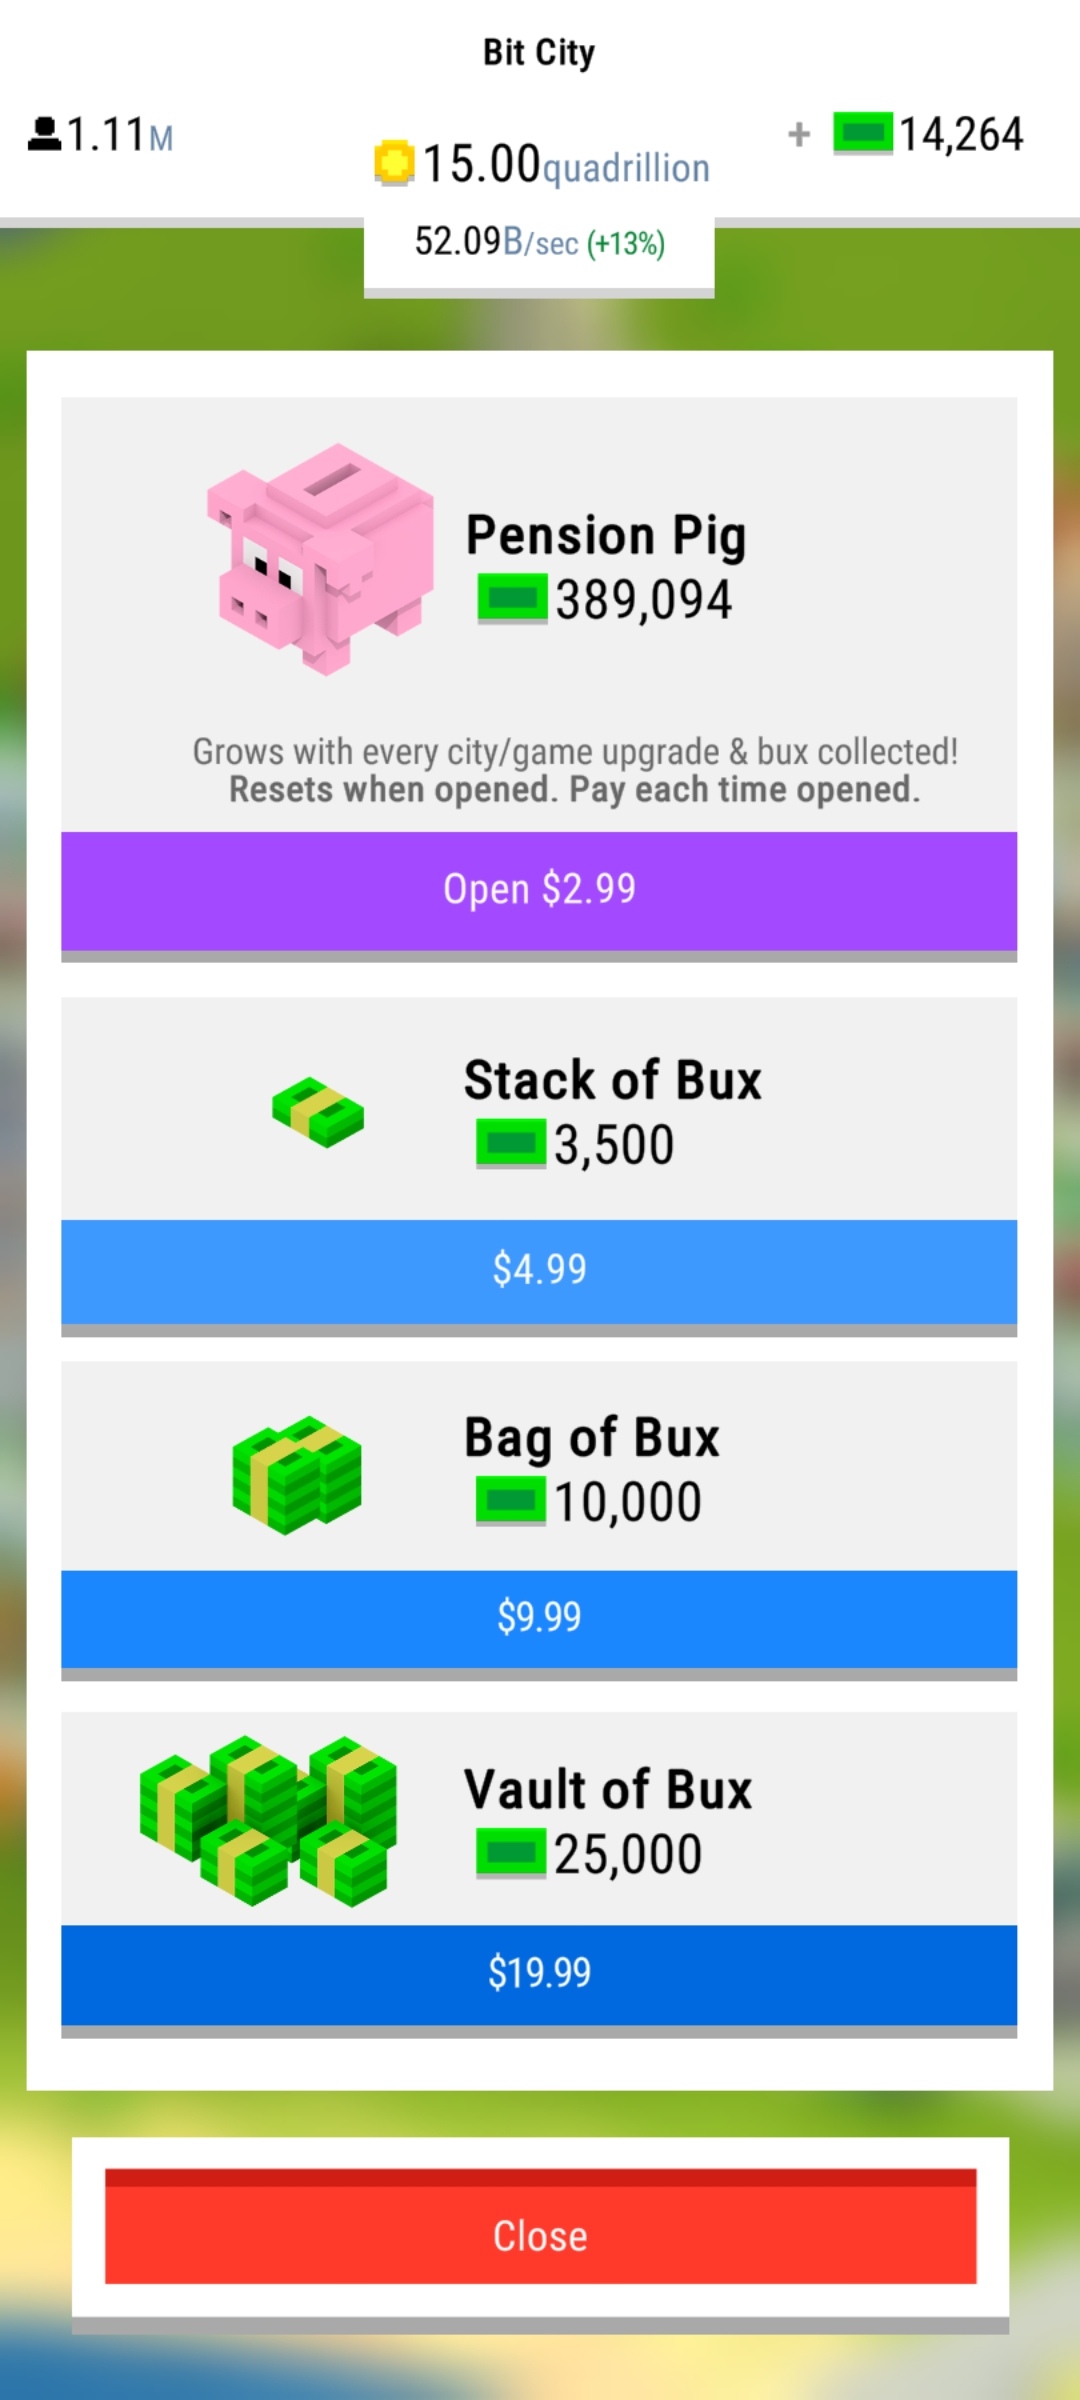 Bit City
1.11M
15.00quadrillion
+ 14,264
52.09B/sec (+13%)
Pension Pig
389,094
Grows with every city/game upgrade & bux collected!
Resets when opened. Pay each time opened.
Open $2.99
Stack of Bux
3,500
$4.99
Bag of Bux
10,000
$9.99
Vault of Bux
25,000
$19.99
Close